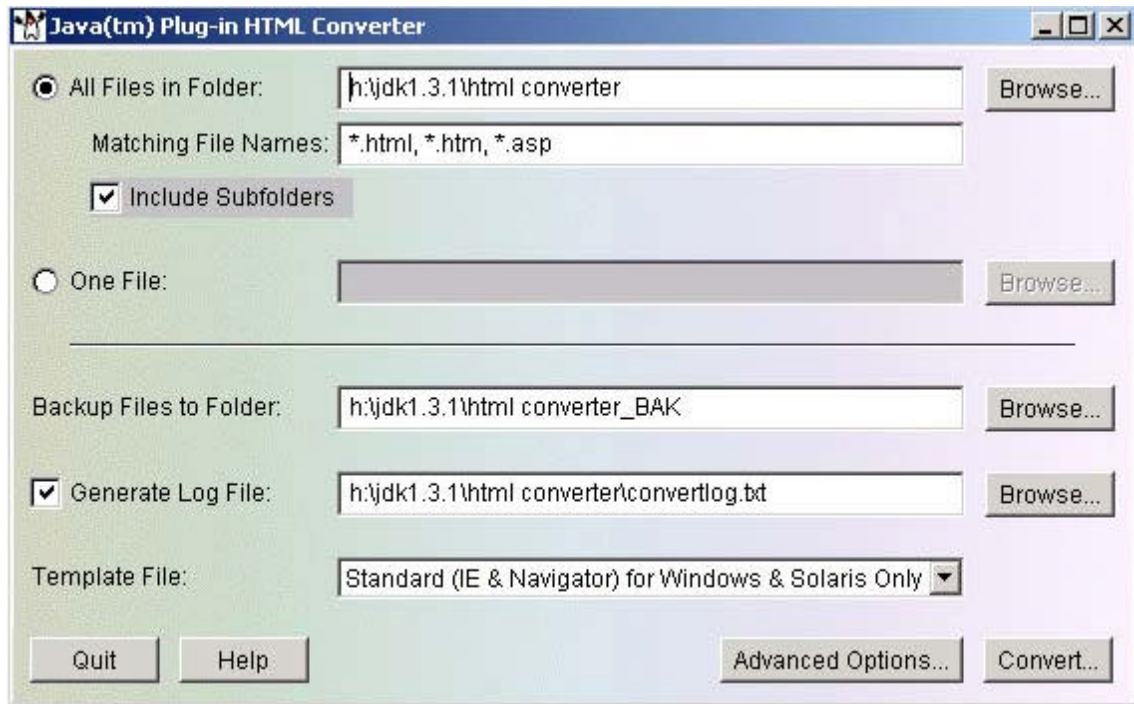 Java(tm) Plug-in HTML Converter
All Files in Folder: h:\jdk1.3.1\html converter Browse...
Matching File Names: *.html, *.htm, *.asp
Include Subfolders
One File: Browse...
Backup Files to Folder: h:\jdk1.3.1\html converter_BAK Browse...
Generate Log File: h:\jdk1.3.1\html converter\convertlog.txt Browse...
Template File: Standard (IE & Navigator) for Windows & Solaris Only
Quit Help Advanced Options... Convert...